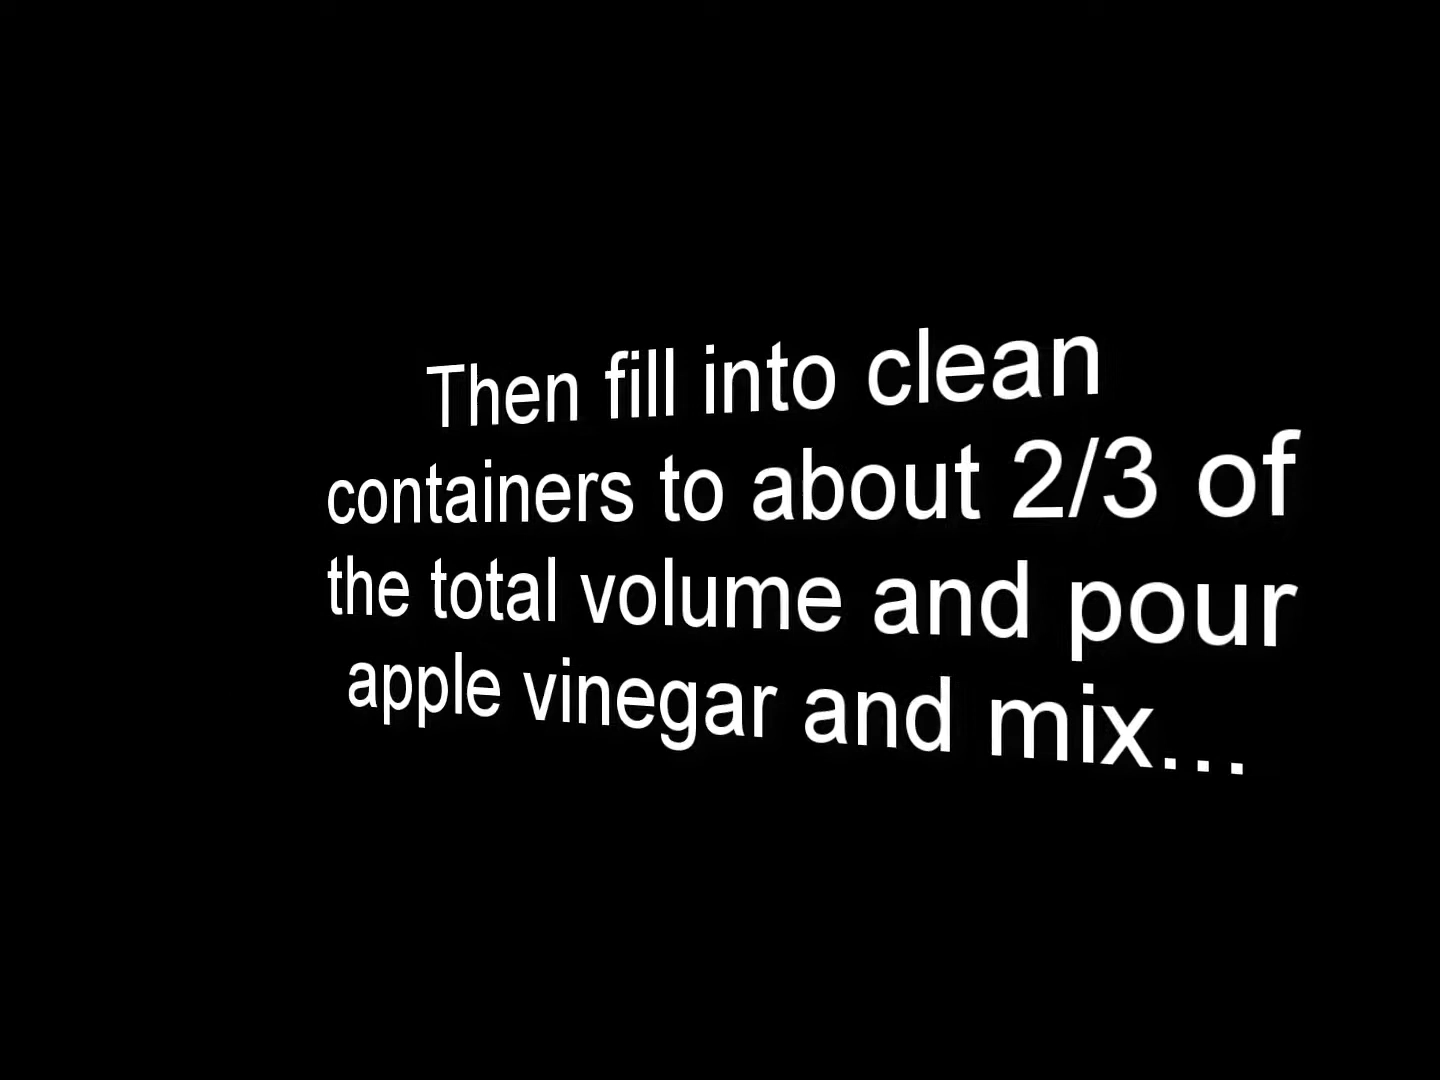 Then fill into clean
containers to about 2/3 of
the total volume and pour
apple vinegar and mix...